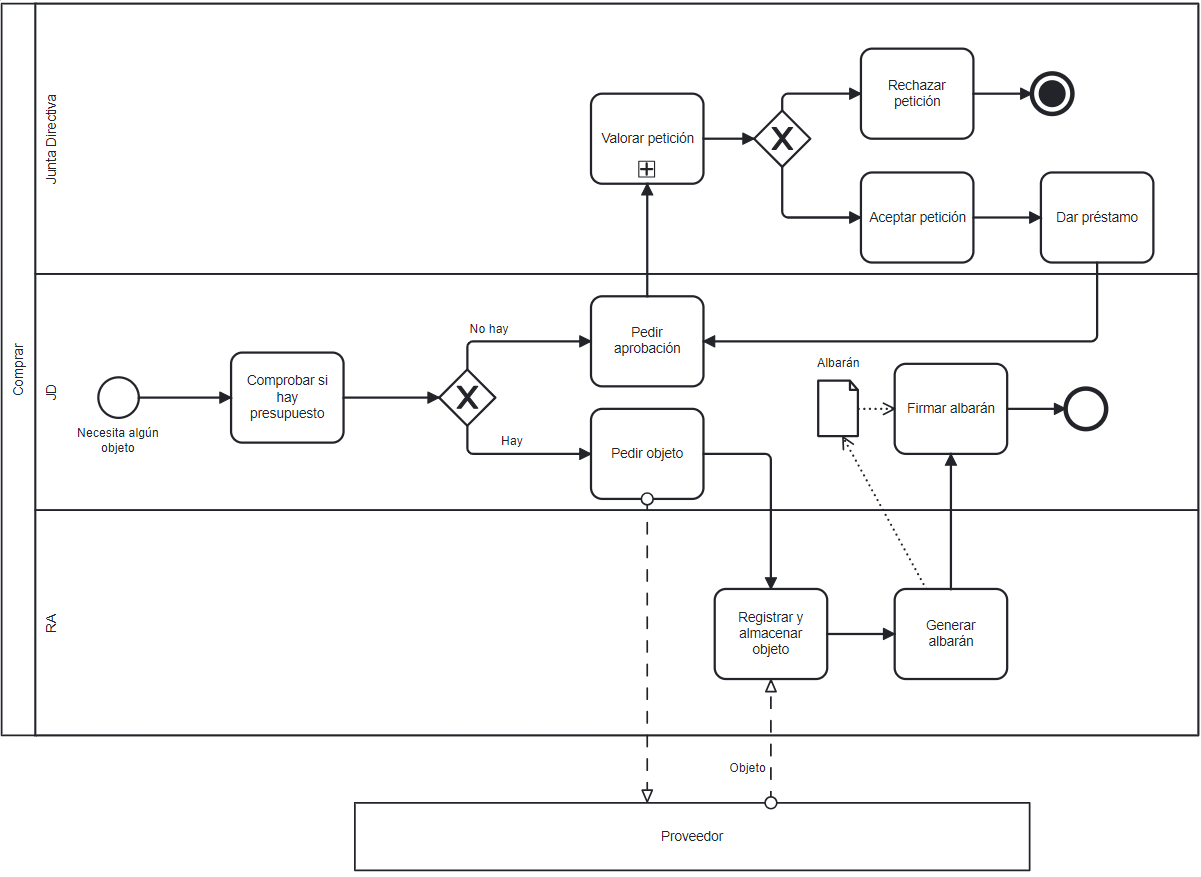 Comprar
Junta Directiva
Valorar petición
Rechazar
petición
Aceptar petición
Dar préstamo
JD
Necesita algún
objeto
Comprobar si
hay
presupuesto
No hay
Hay
Pedir
aprobación
Pedir objeto
Albarán
Firmar albarán
RA
Registrar y
almacenar
objeto
Generar
albarán
Objeto
Proveedor